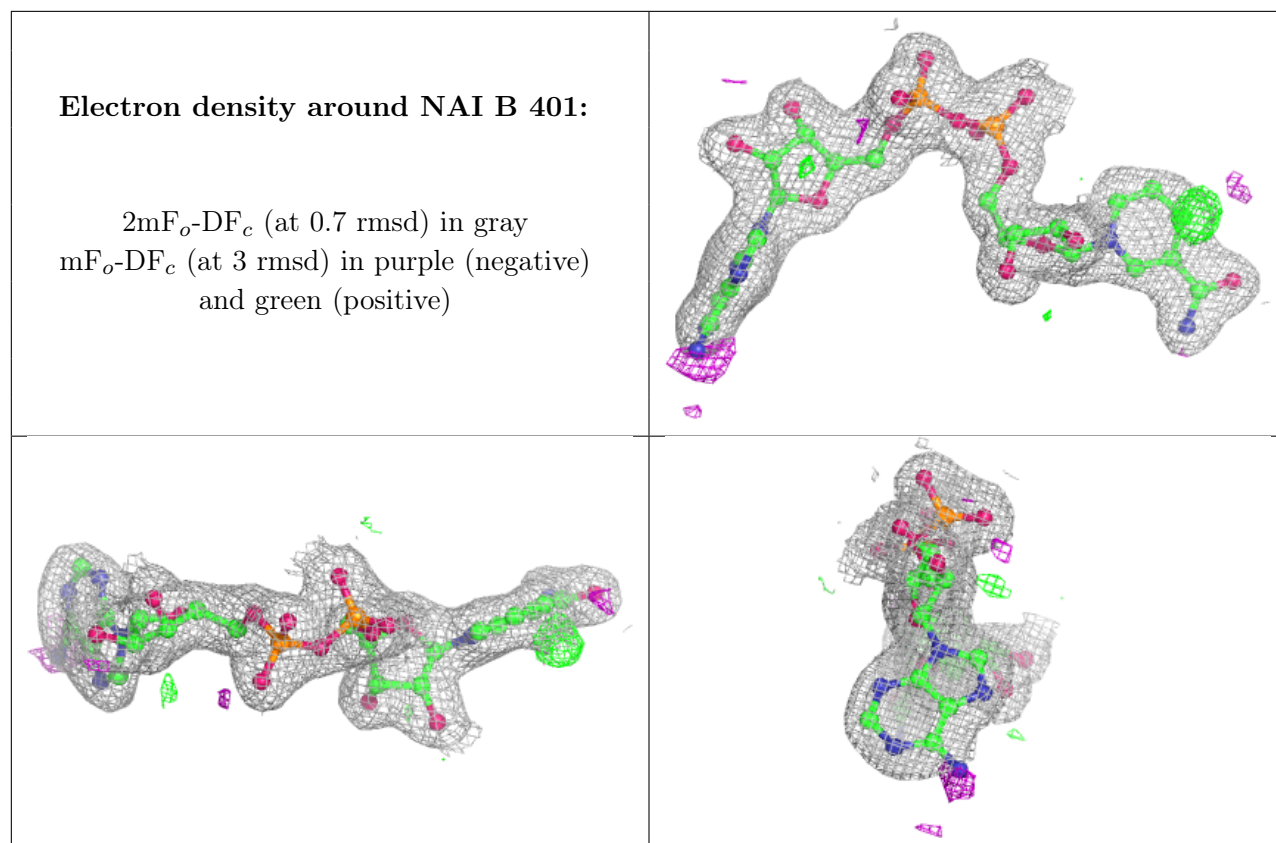 Electron density around NAI B 401:
2mFₒ-DF𝒸 (at 0.7 rmsd) in gray
mFₒ-DF𝒸 (at 3 rmsd) in purple (negative)
and green (positive)